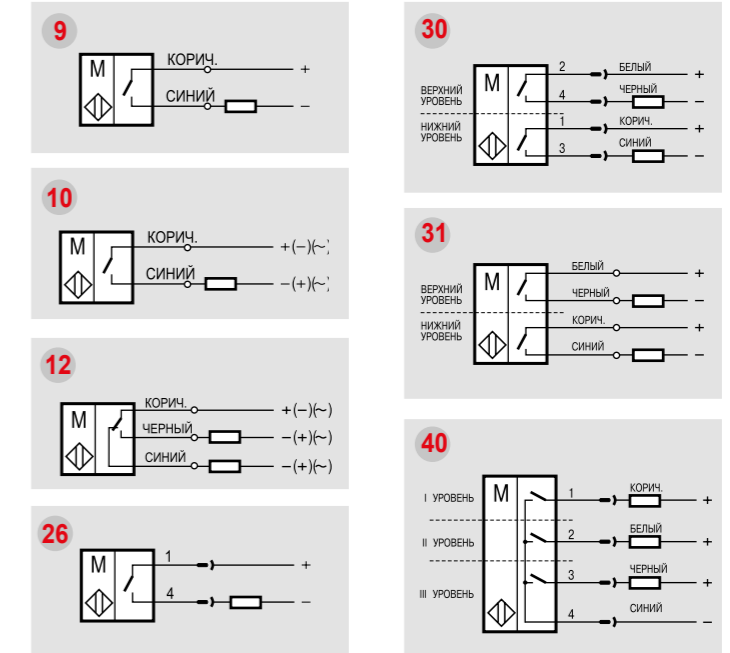 9
M
КОРИЧ.
+
СИНИЙ
–
10
M
КОРИЧ.
+(–)(~)
СИНИЙ
–(+)(~)
12
M
КОРИЧ.
+(–)(~)
ЧЕРНЫЙ
–(+)(~)
СИНИЙ
–(+)(~)
26
M
1
+
4
–
30
ВЕРХНИЙ
УРОВЕНЬ
НИЖНИЙ
УРОВЕНЬ
M
2
БЕЛЫЙ
+
4
ЧЕРНЫЙ
–
1
КОРИЧ.
+
3
СИНИЙ
–
31
ВЕРХНИЙ
УРОВЕНЬ
НИЖНИЙ
УРОВЕНЬ
M
БЕЛЫЙ
+
ЧЕРНЫЙ
–
КОРИЧ.
+
СИНИЙ
–
40
I УРОВЕНЬ
II УРОВЕНЬ
III УРОВЕНЬ
M
1
КОРИЧ.
+
2
БЕЛЫЙ
+
3
ЧЕРНЫЙ
+
4
СИНИЙ
–